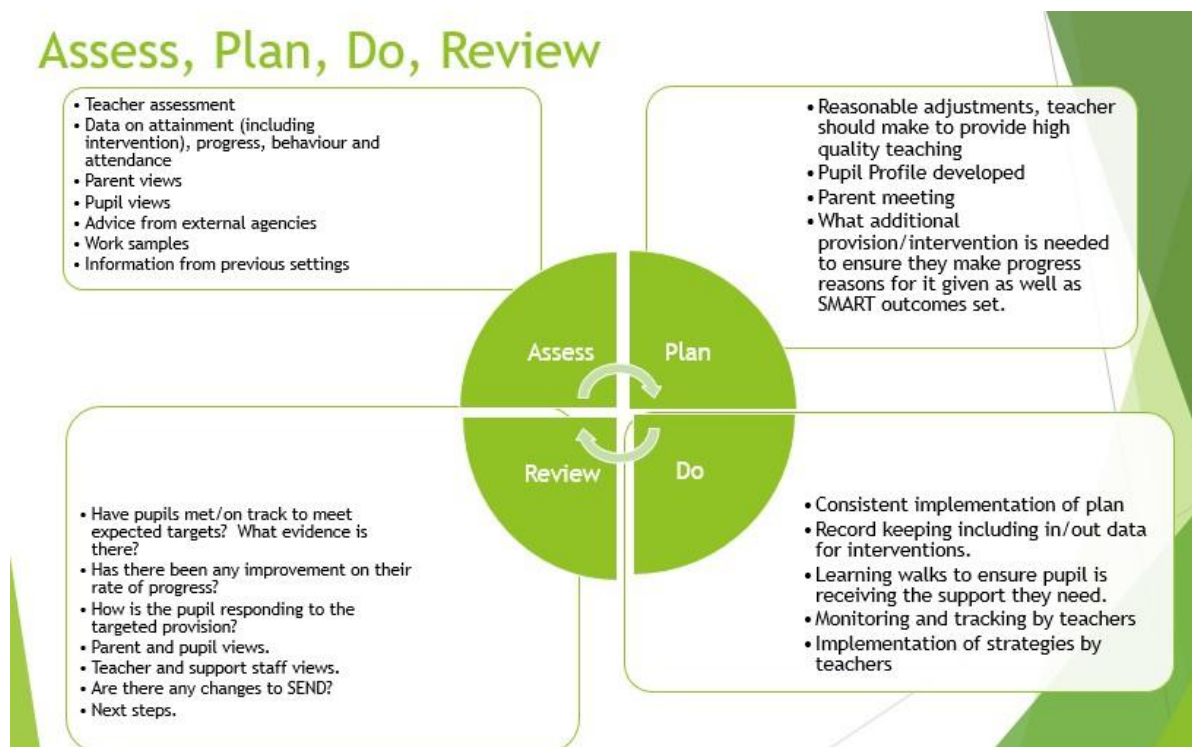 Assess, Plan, Do, Review
• Teacher assessment
• Data on attainment (including
intervention), progress, behaviour and
attendance
• Parent views
• Pupil views
• Advice from external agencies
• Work samples
• Information from previous settings
• Reasonable adjustments, teacher
should make to provide high
quality teaching
• Pupil Profile developed
• Parent meeting
• What additional
provision/intervention is needed
to ensure they make progress
reasons for it given as well as
SMART outcomes set.
Assess
Plan
Review
Do
• Have pupils met/on track to meet
expected targets? What evidence is
there?
• Has there been any improvement on their
rate of progress?
• How is the pupil responding to the
targeted provision?
• Parent and pupil views.
• Teacher and support staff views.
• Are there any changes to SEND?
• Next steps.
• Consistent implementation of plan
• Record keeping including in/out data
for interventions.
• Learning walks to ensure pupil is
receiving the support they need.
• Monitoring and tracking by teachers
• Implementation of strategies by
teachers